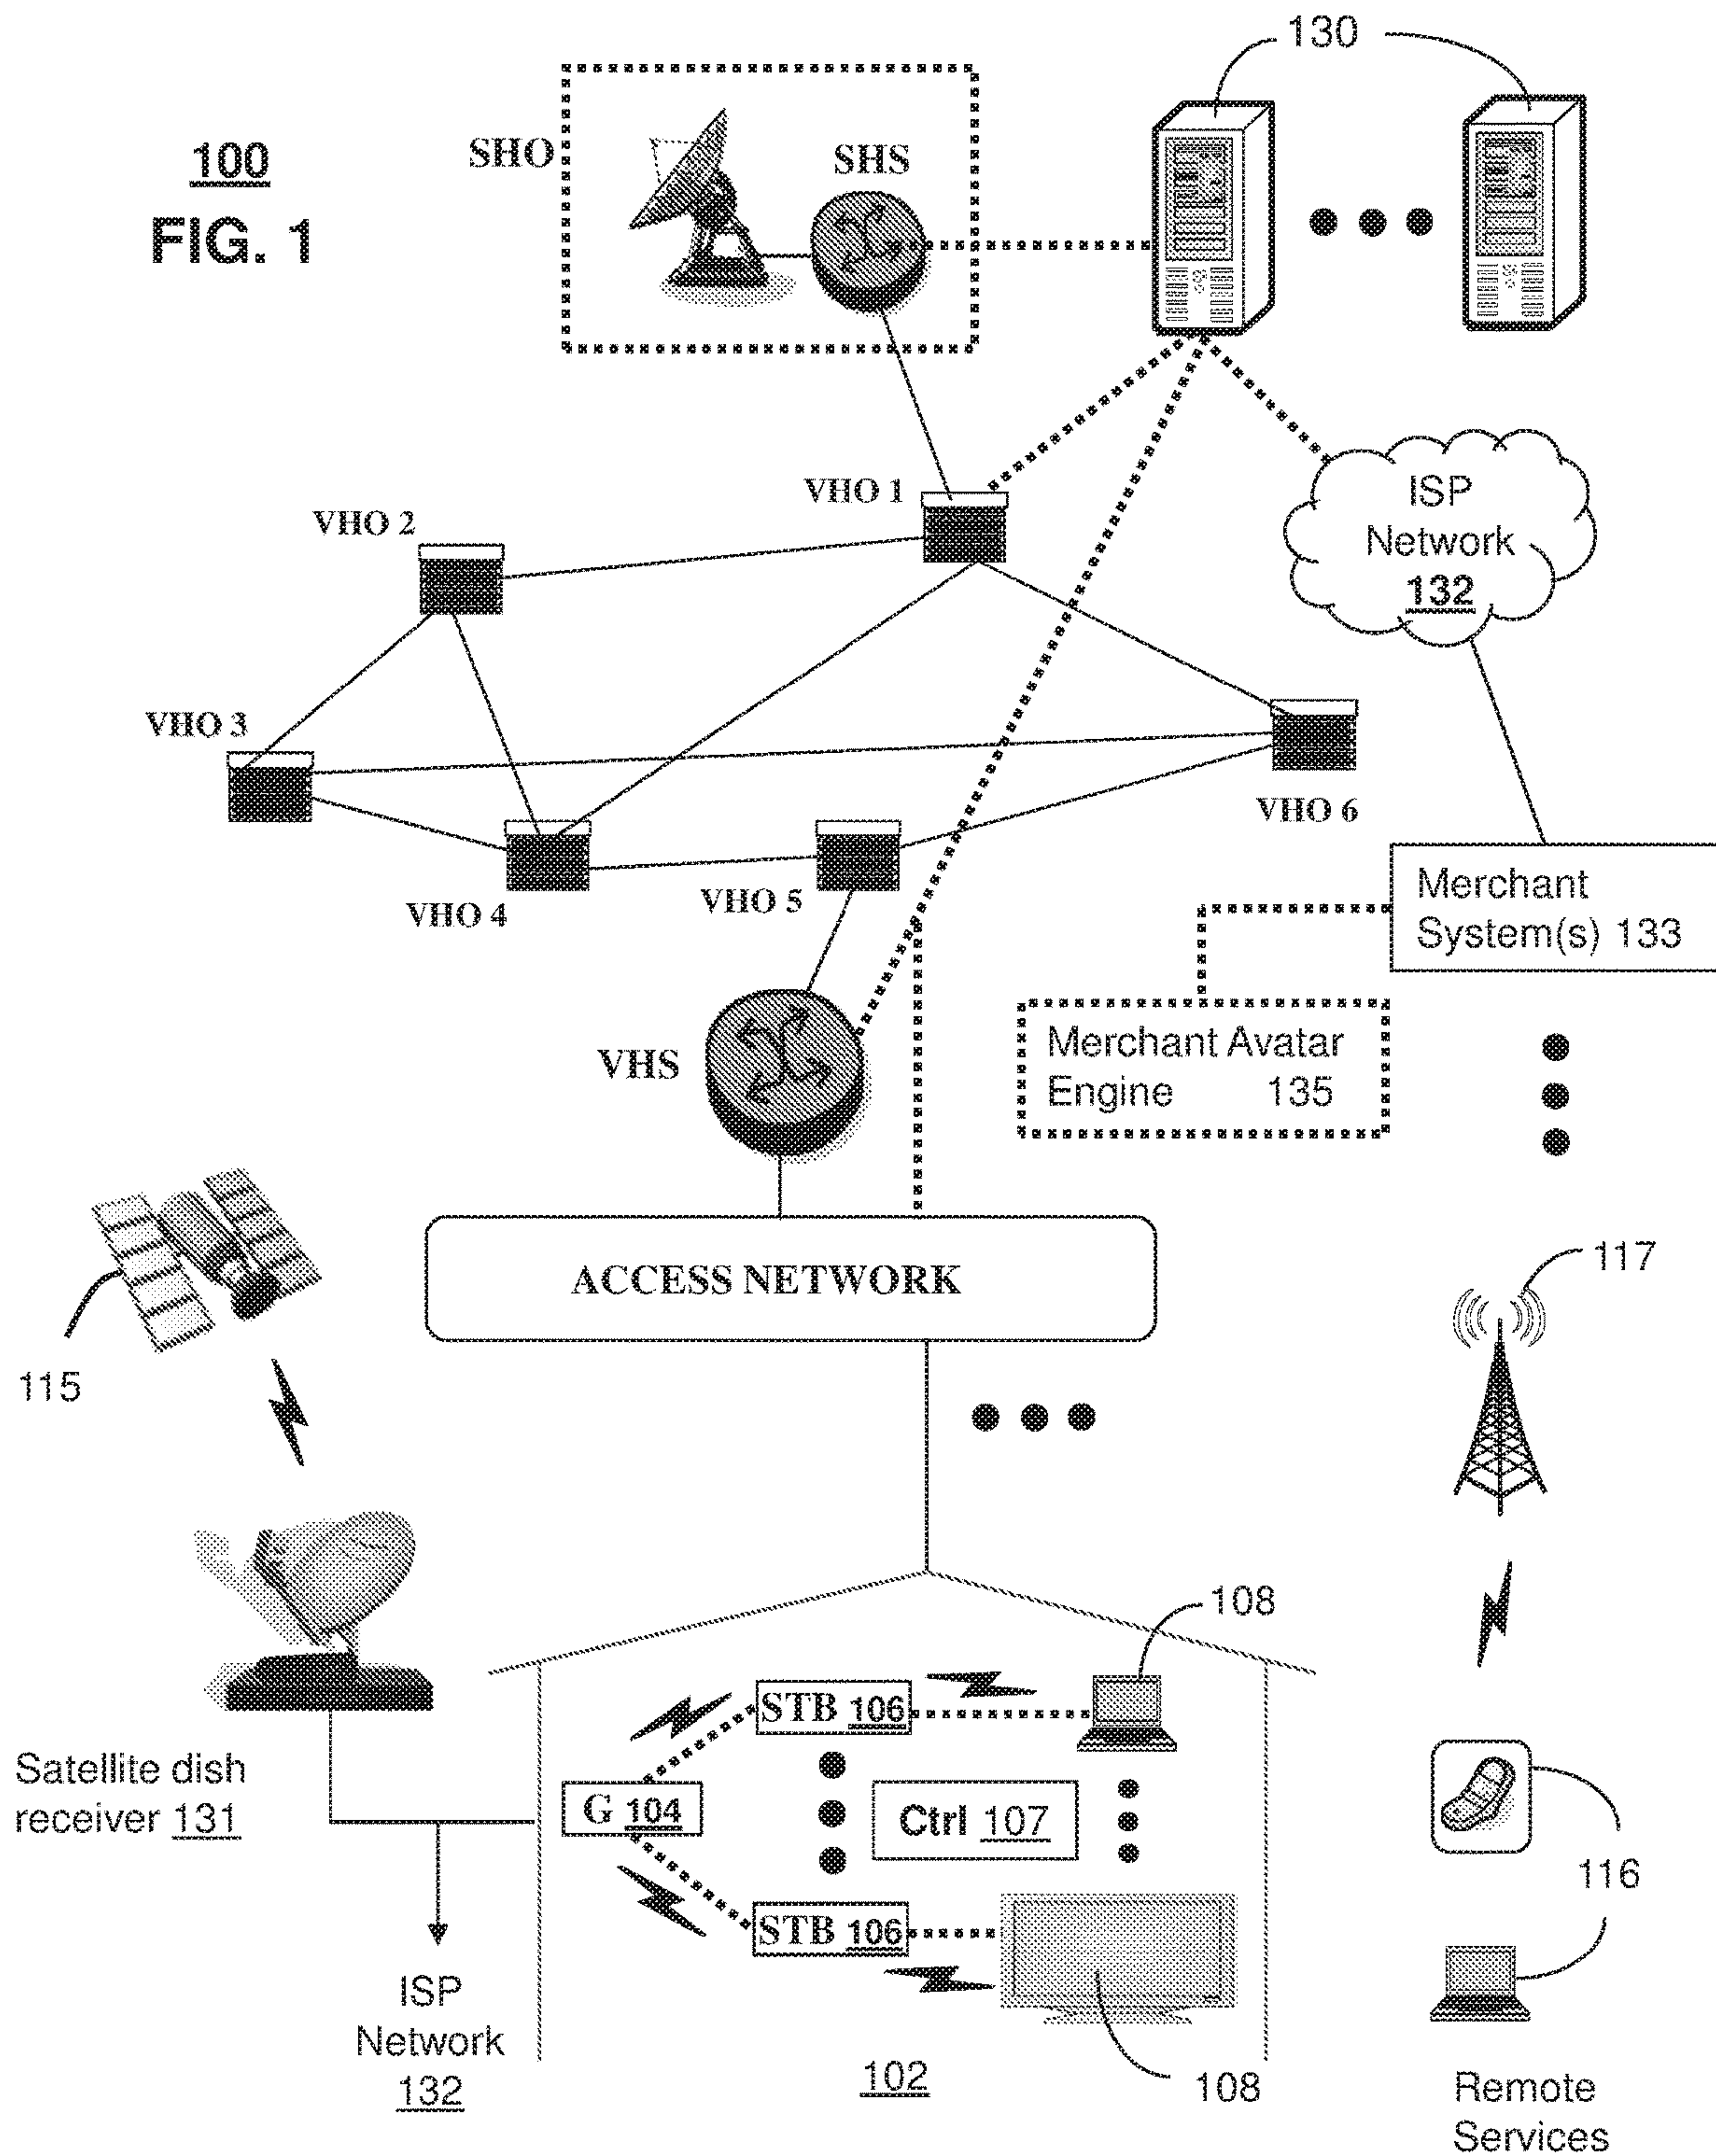 130
100
FIG. 1
SHO
SHS
VHO 1
VHO 2
ISP
Network
132
VHO 3
VHO 6
VHO 4
VHO 5
Merchant
System(s) 133
Merchant Avatar
Engine 135
VHS
ACCESS NETWORK
117
115
108
STB 106
Satellite dish
receiver 131
G 104
Ctrl 107
116
STB 106
ISP
Network
132
102
108
Remote
Services